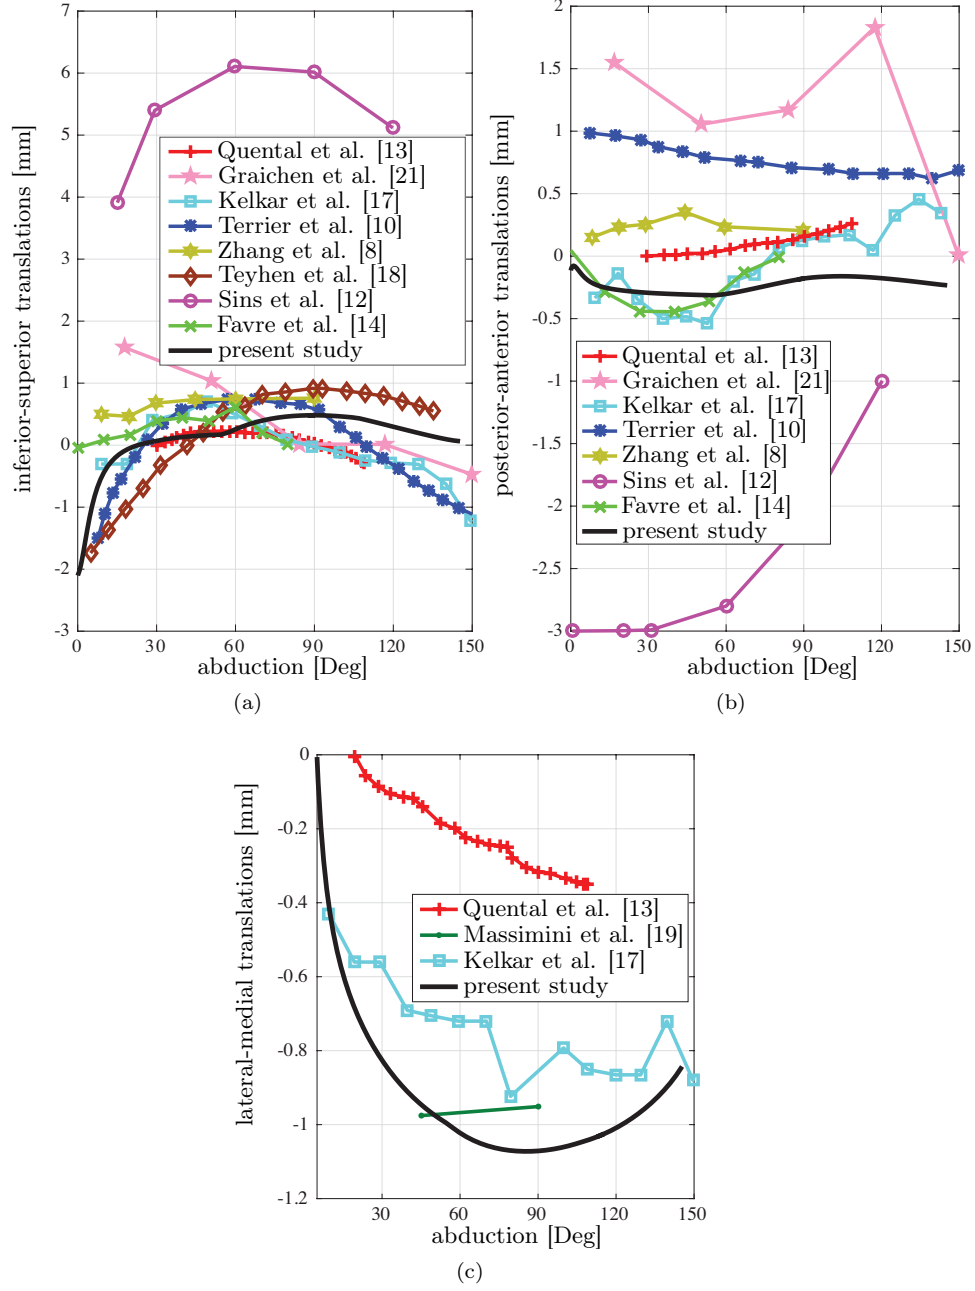 7
6
5
4
3
2
1
0
-1
-2
-3
inferior-superior translations [mm]
Quental et al. [13]
Graichen et al. [21]
Kelkar et al. [17]
Terrier et al. [10]
Zhang et al. [8]
Teyhen et al. [18]
Sins et al. [12]
Favre et al. [14]
present study
0 30 60 90 120 150
abduction [Deg]
(a)
2
1.5
1
0.5
0
-0.5
-1
-1.5
-2
-2.5
-3
posterior-anterior translations [mm]
Quental et al. [13]
Graichen et al. [21]
Kelkar et al. [17]
Terrier et al. [10]
Zhang et al. [8]
Sins et al. [12]
Favre et al. [14]
present study
0 30 60 90 120 150
abduction [Deg]
(b)
0
-0.2
-0.4
-0.6
-0.8
-1
-1.2
lateral-medial translations [mm]
Quental et al. [13]
Massimini et al. [19]
Kelkar et al. [17]
present study
30 60 90 120 150
abduction [Deg]
(c)